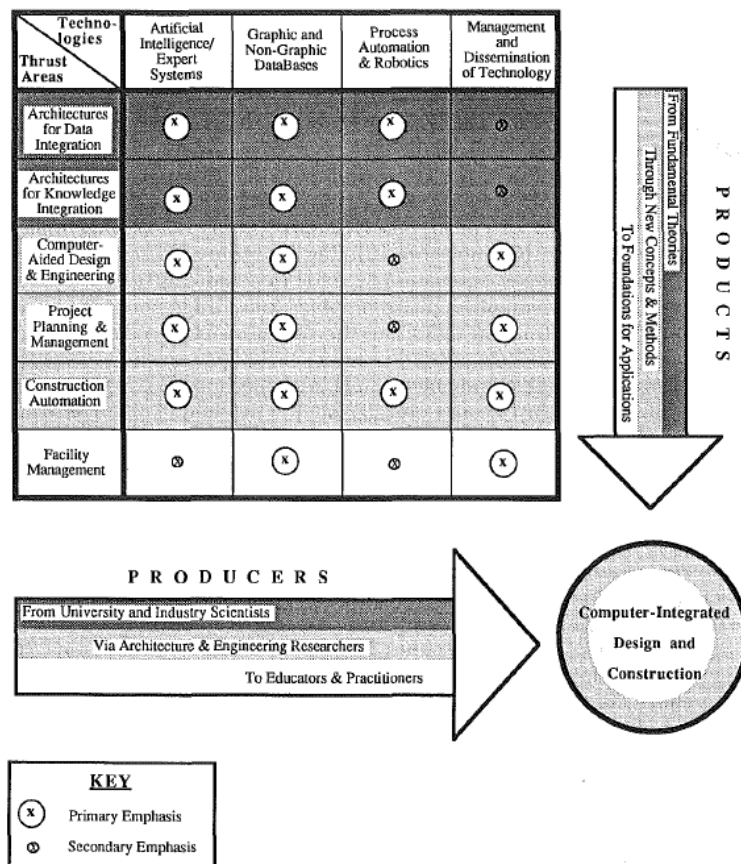 Techno-
logies
Thrust
Areas
Artificial
Intelligence/
Expert
Systems
Graphic and
Non-Graphic
DataBases
Process
Automation
& Robotics
Management
and
Dissemination
of Technology
Architectures
for Data
Integration
x
x
x
x
Architectures
for Knowledge
Integration
x
x
x
x
Computer-
Aided Design
& Engineering
x
x
x
x
Project
Planning &
Management
x
x
x
x
Construction
Automation
x
x
x
x
Facility
Management
x
x
x
x
From Fundamental Theories
Through New Concepts & Methods
To Foundations for Applications
PRODUCTS
PRODUCERS
From University and Industry Scientists
Via Architecture & Engineering Researchers
To Educators & Practitioners
Computer-Integrated
Design and
Construction
KEY
x Primary Emphasis
x Secondary Emphasis